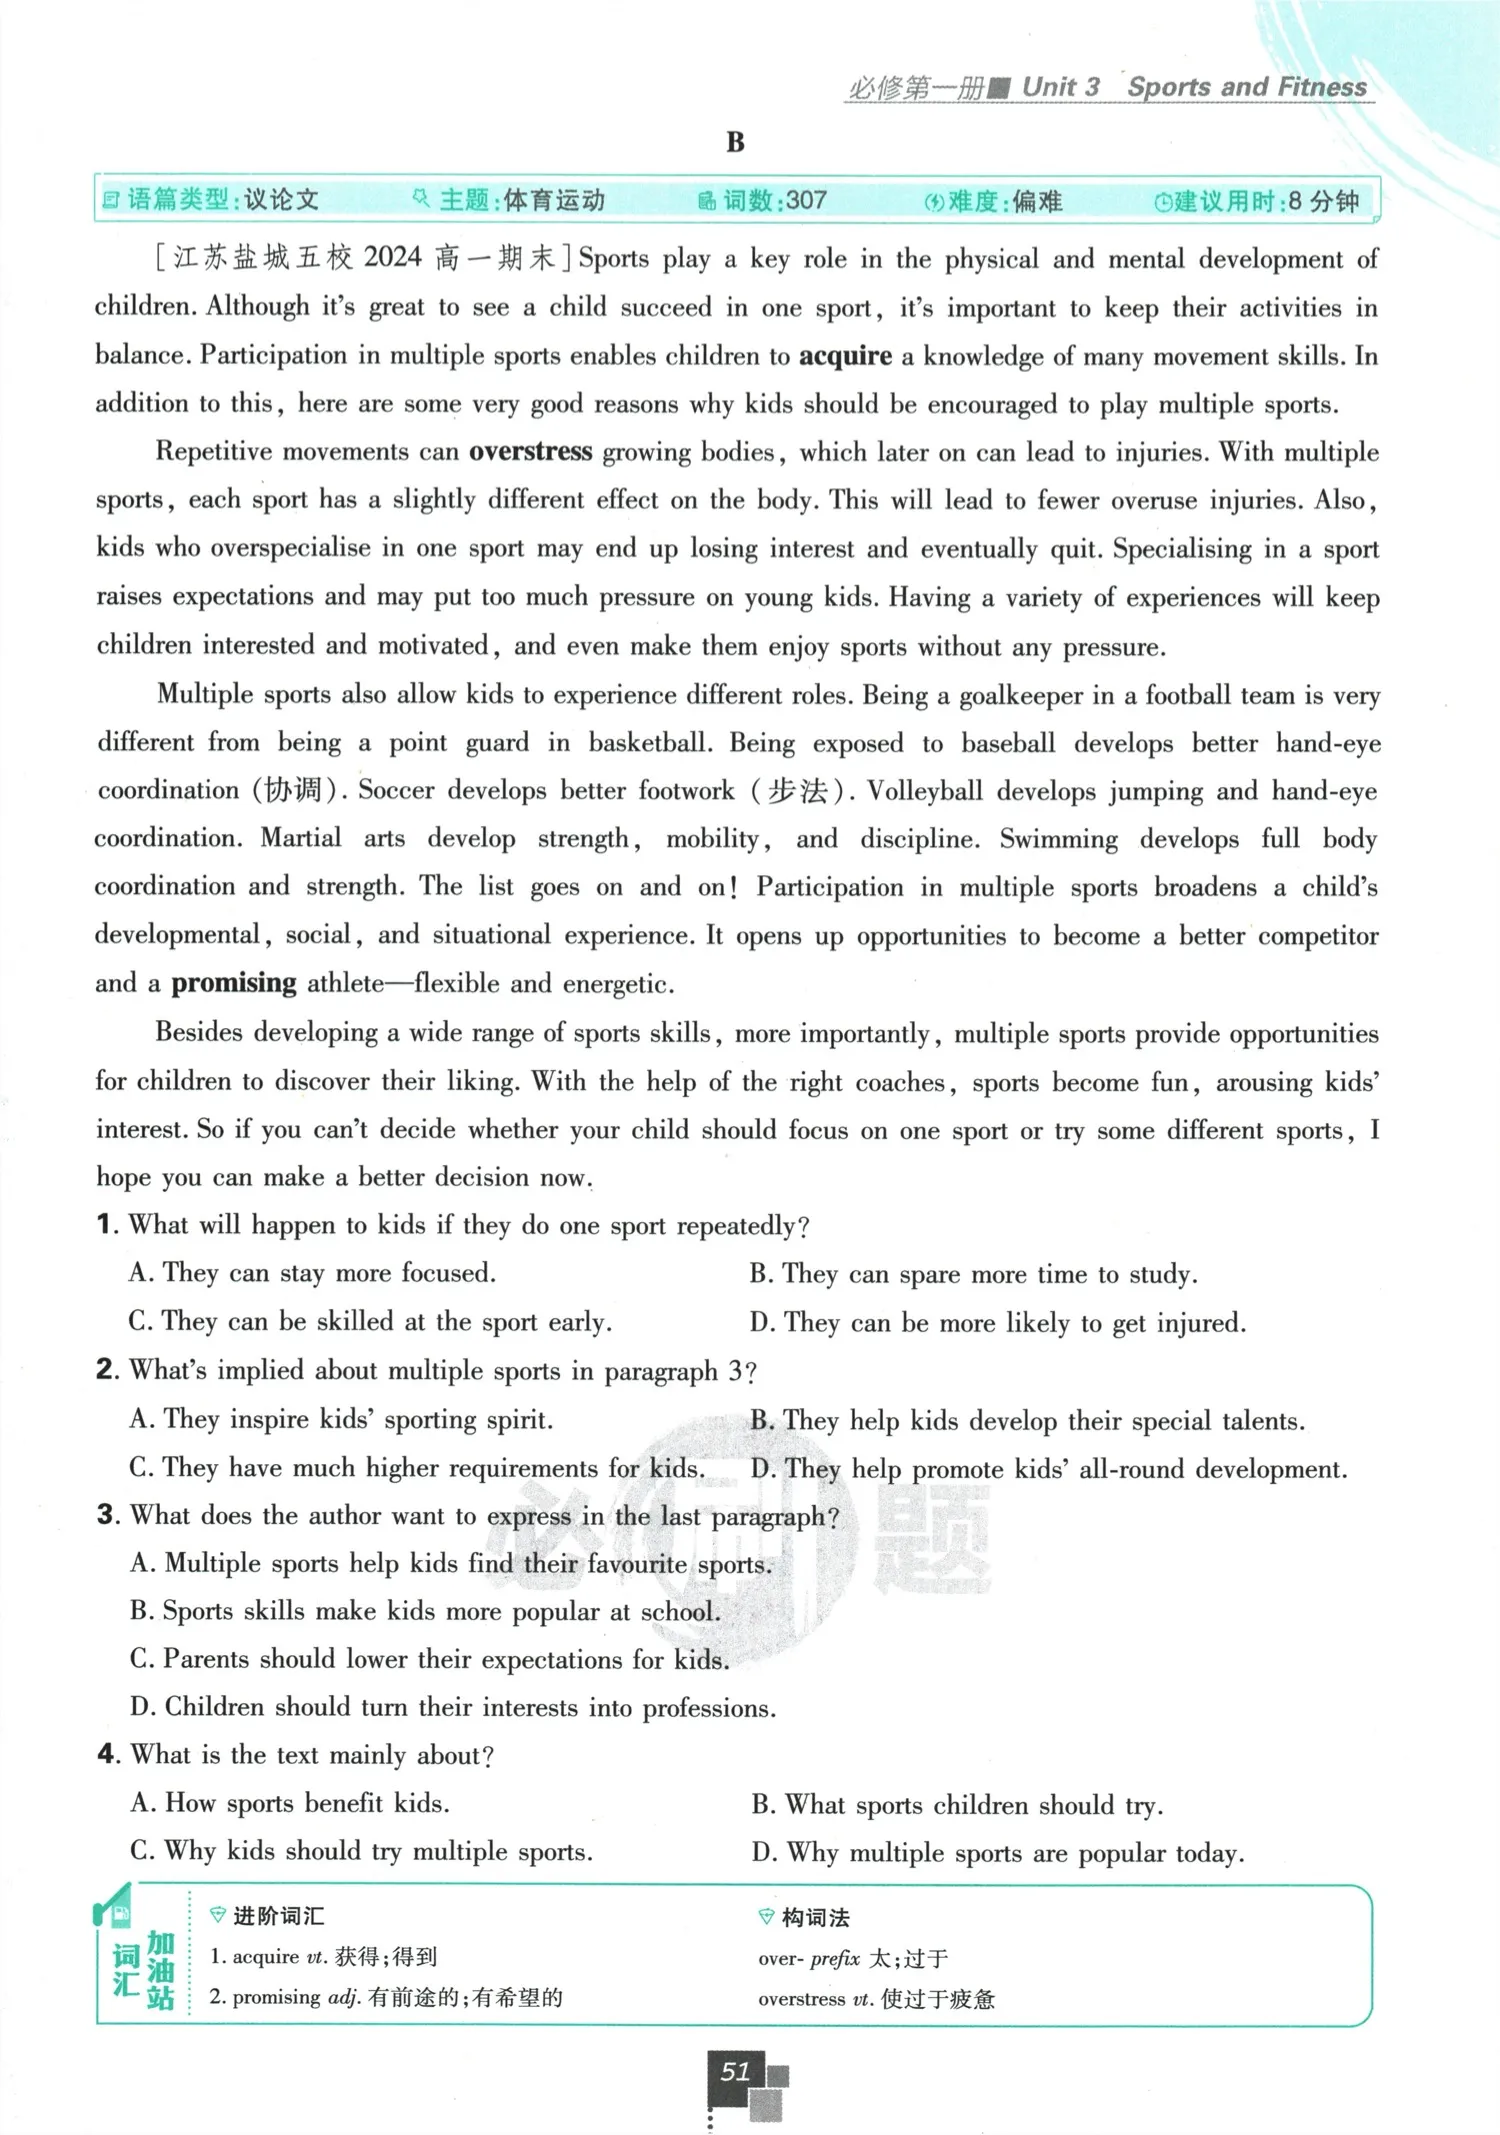 必修第一册 Unit 3 Sports and Fitness
B
语篇类型:议论文 主题:体育运动 词数:307 难度:偏难 建议用时:8 分钟
[江苏盐城五校 2024 高一期末]Sports play a key role in the physical and mental development of
children. Although it's great to see a child succeed in one sport, it's important to keep their activities in
balance. Participation in multiple sports enables children to acquire a knowledge of many movement skills. In
addition to this, here are some very good reasons why kids should be encouraged to play multiple sports.
Repetitive movements can overstress growing bodies, which later on can lead to injuries. With multiple
sports, each sport has a slightly different effect on the body. This will lead to fewer overuse injuries. Also,
kids who overspecialise in one sport may end up losing interest and eventually quit. Specialising in a sport
raises expectations and may put too much pressure on young kids. Having a variety of experiences will keep
children interested and motivated, and even make them enjoy sports without any pressure.
Multiple sports also allow kids to experience different roles. Being a goalkeeper in a football team is very
different from being a point guard in basketball. Being exposed to baseball develops better hand-eye
coordination (协调). Soccer develops better footwork (步法). Volleyball develops jumping and hand-eye
coordination. Martial arts develop strength, mobility, and discipline. Swimming develops full body
coordination and strength. The list goes on and on! Participation in multiple sports broadens a child's
developmental, social, and situational experience. It opens up opportunities to become a better competitor
and a promising athlete—flexible and energetic.
Besides developing a wide range of sports skills, more importantly, multiple sports provide opportunities
for children to discover their liking. With the help of the right coaches, sports become fun, arousing kids'
interest. So if you can't decide whether your child should focus on one sport or try some different sports, I
hope you can make a better decision now.
1. What will happen to kids if they do one sport repeatedly?
A. They can stay more focused. B. They can spare more time to study.
C. They can be skilled at the sport early. D. They can be more likely to get injured.
2. What's implied about multiple sports in paragraph 3?
A. They inspire kids' sporting spirit. B. They help kids develop their special talents.
C. They have much higher requirements for kids. D. They help promote kids' all-round development.
3. What does the author want to express in the last paragraph?
A. Multiple sports help kids find their favourite sports.
B. Sports skills make kids more popular at school.
C. Parents should lower their expectations for kids.
D. Children should turn their interests into professions.
4. What is the text mainly about?
A. How sports benefit kids. B. What sports children should try.
C. Why kids should try multiple sports. D. Why multiple sports are popular today.
必刷题
词汇加油站
进阶词汇 构词法
1. acquire vt. 获得;得到 over- prefix 太;过于
2. promising adj. 有前途的;有希望的 overstress vt. 使过于疲惫
51